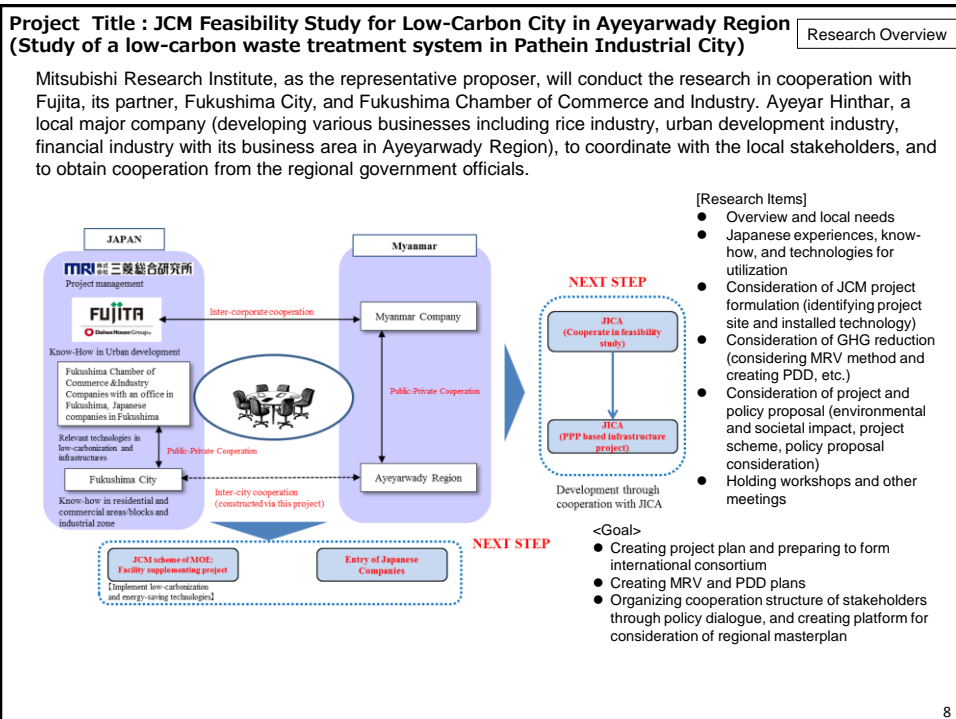 Project Title : JCM Feasibility Study for Low-Carbon City in Ayeyarwady Region
(Study of a low-carbon waste treatment system in Pathein Industrial City)
Research Overview
Mitsubishi Research Institute, as the representative proposer, will conduct the research in cooperation with
Fujita, its partner, Fukushima City, and Fukushima Chamber of Commerce and Industry. Ayeyar Hinthar, a
local major company (developing various businesses including rice industry, urban development industry,
financial industry with its business area in Ayeyarwady Region), to coordinate with the local stakeholders, and
to obtain cooperation from the regional government officials.
JAPAN
MRI 株式会社 三菱総合研究所
Project management
FUJITA
Daiwa House Group
Know-How in Urban development
Fukushima Chamber of
Commerce &Industry
Companies with an office in
Fukushima, Japanese
companies in Fukushima
Relevant technologies in
low-carbonization and
infrastructures
Public-Private Cooperation
Fukushima City
Know-how in residential and
commercial areas/blocks and
industrial zone
Inter-corporate cooperation
Inter-city cooperation
(constructed via this project)
Myanmar
Myanmar Company
Public-Private Cooperation
Ayeyarwady Region
NEXT STEP
JICA
(Cooperate in feasibility
study)
JICA
(PPP based infrastructure
project)
Development through
cooperation with JICA
NEXT STEP
JCM scheme of MOE:
Facility supplementing project
【Implement low-carbonization
and energy-saving technologies】
Entry of Japanese
Companies
[Research Items]
● Overview and local needs
● Japanese experiences, know-
how, and technologies for
utilization
● Consideration of JCM project
formulation (identifying project
site and installed technology)
● Consideration of GHG reduction
(considering MRV method and
creating PDD, etc.)
● Consideration of project and
policy proposal (environmental
and societal impact, project
scheme, policy proposal
consideration)
● Holding workshops and other
meetings
<Goal>
● Creating project plan and preparing to form
international consortium
● Creating MRV and PDD plans
● Organizing cooperation structure of stakeholders
through policy dialogue, and creating platform for
consideration of regional masterplan
8